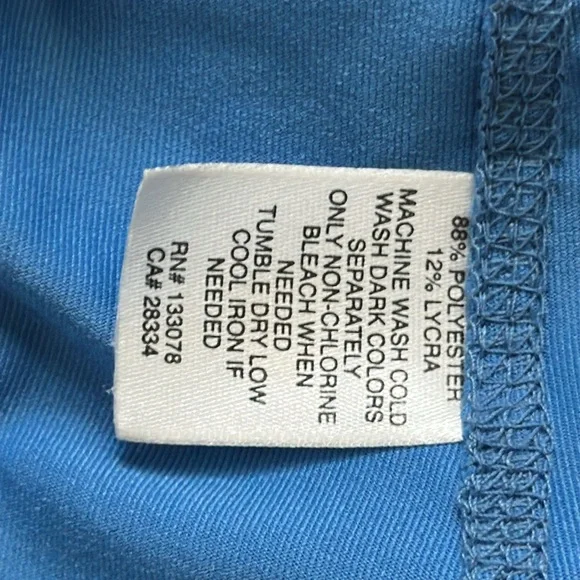 88% POLYESTER
12% LYCRA
MACHINE WASH COLD
WASH DARK COLORS
SEPARATELY
ONLY NON-CHLORINE
BLEACH WHEN
NEEDED
TUMBLE DRY LOW
COOL IRON IF
NEEDED
RN# 133078
CA# 28334